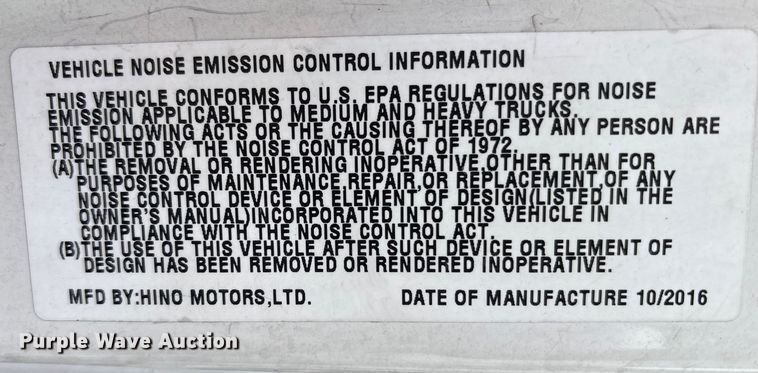 VEHICLE NOISE EMISSION CONTROL INFORMATION
THIS VEHICLE CONFORMS TO U.S. EPA REGULATIONS FOR NOISE
EMISSION APPLICABLE TO MEDIUM AND HEAVY TRUCKS.
THE FOLLOWING ACTS OR THE CAUSING THEREOF BY ANY PERSON ARE
PROHIBITED BY THE NOISE CONTROL ACT OF 1972.
(A)THE REMOVAL OR RENDERING INOPERATIVE,OTHER THAN FOR
PURPOSES OF MAINTENANCE,REPAIR,OR REPLACEMENT,OF ANY
NOISE CONTROL DEVICE OR ELEMENT OF DESIGN(LISTED IN THE
OWNER'S MANUAL)INCORPORATED INTO THIS VEHICLE IN
COMPLIANCE WITH THE NOISE CONTROL ACT.
(B)THE USE OF THIS VEHICLE AFTER SUCH DEVICE OR ELEMENT OF
DESIGN HAS BEEN REMOVED OR RENDERED INOPERATIVE.
MFD BY:HINO MOTORS,LTD. DATE OF MANUFACTURE 10/2016
Purple Wave Auction